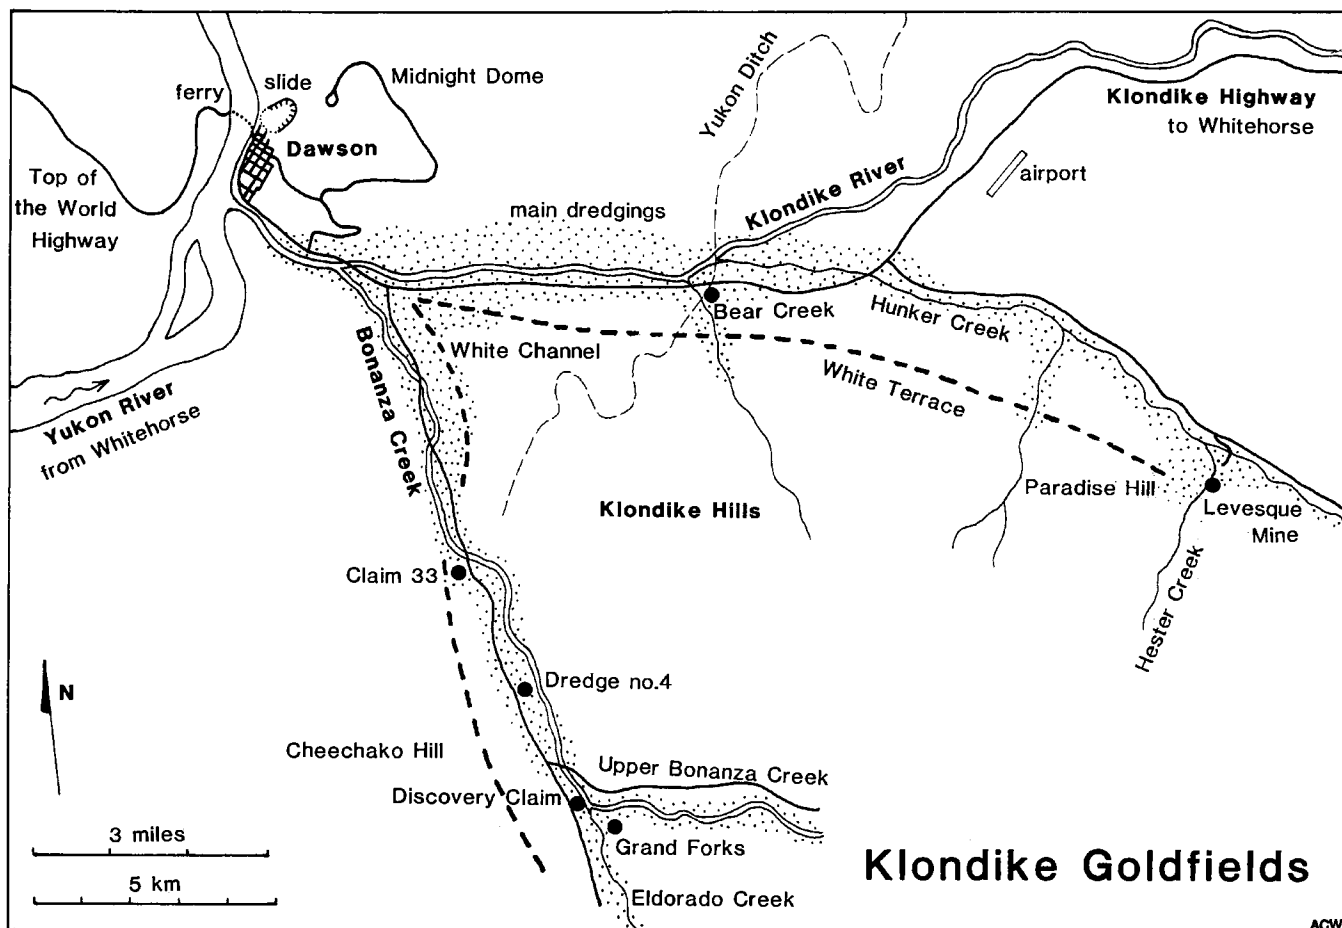 Yukon Ditch
Midnight Dome
slide
ferry
Klondike Highway
to Whitehorse
Dawson
Klondike River
airport
Top of
the World
Highway
main dredgings
Bear Creek
Hunker Creek
White Channel
White Terrace
Bonanza Creek
Yukon River
from Whitehorse
Klondike Hills
Paradise Hill
Levesque
Mine
Claim 33
Hester Creek
N
Dredge no.4
Cheechako Hill
Upper Bonanza Creek
Discovery Claim
3 miles
Grand Forks
Klondike Goldfields
5 km
Eldorado Creek
ACW